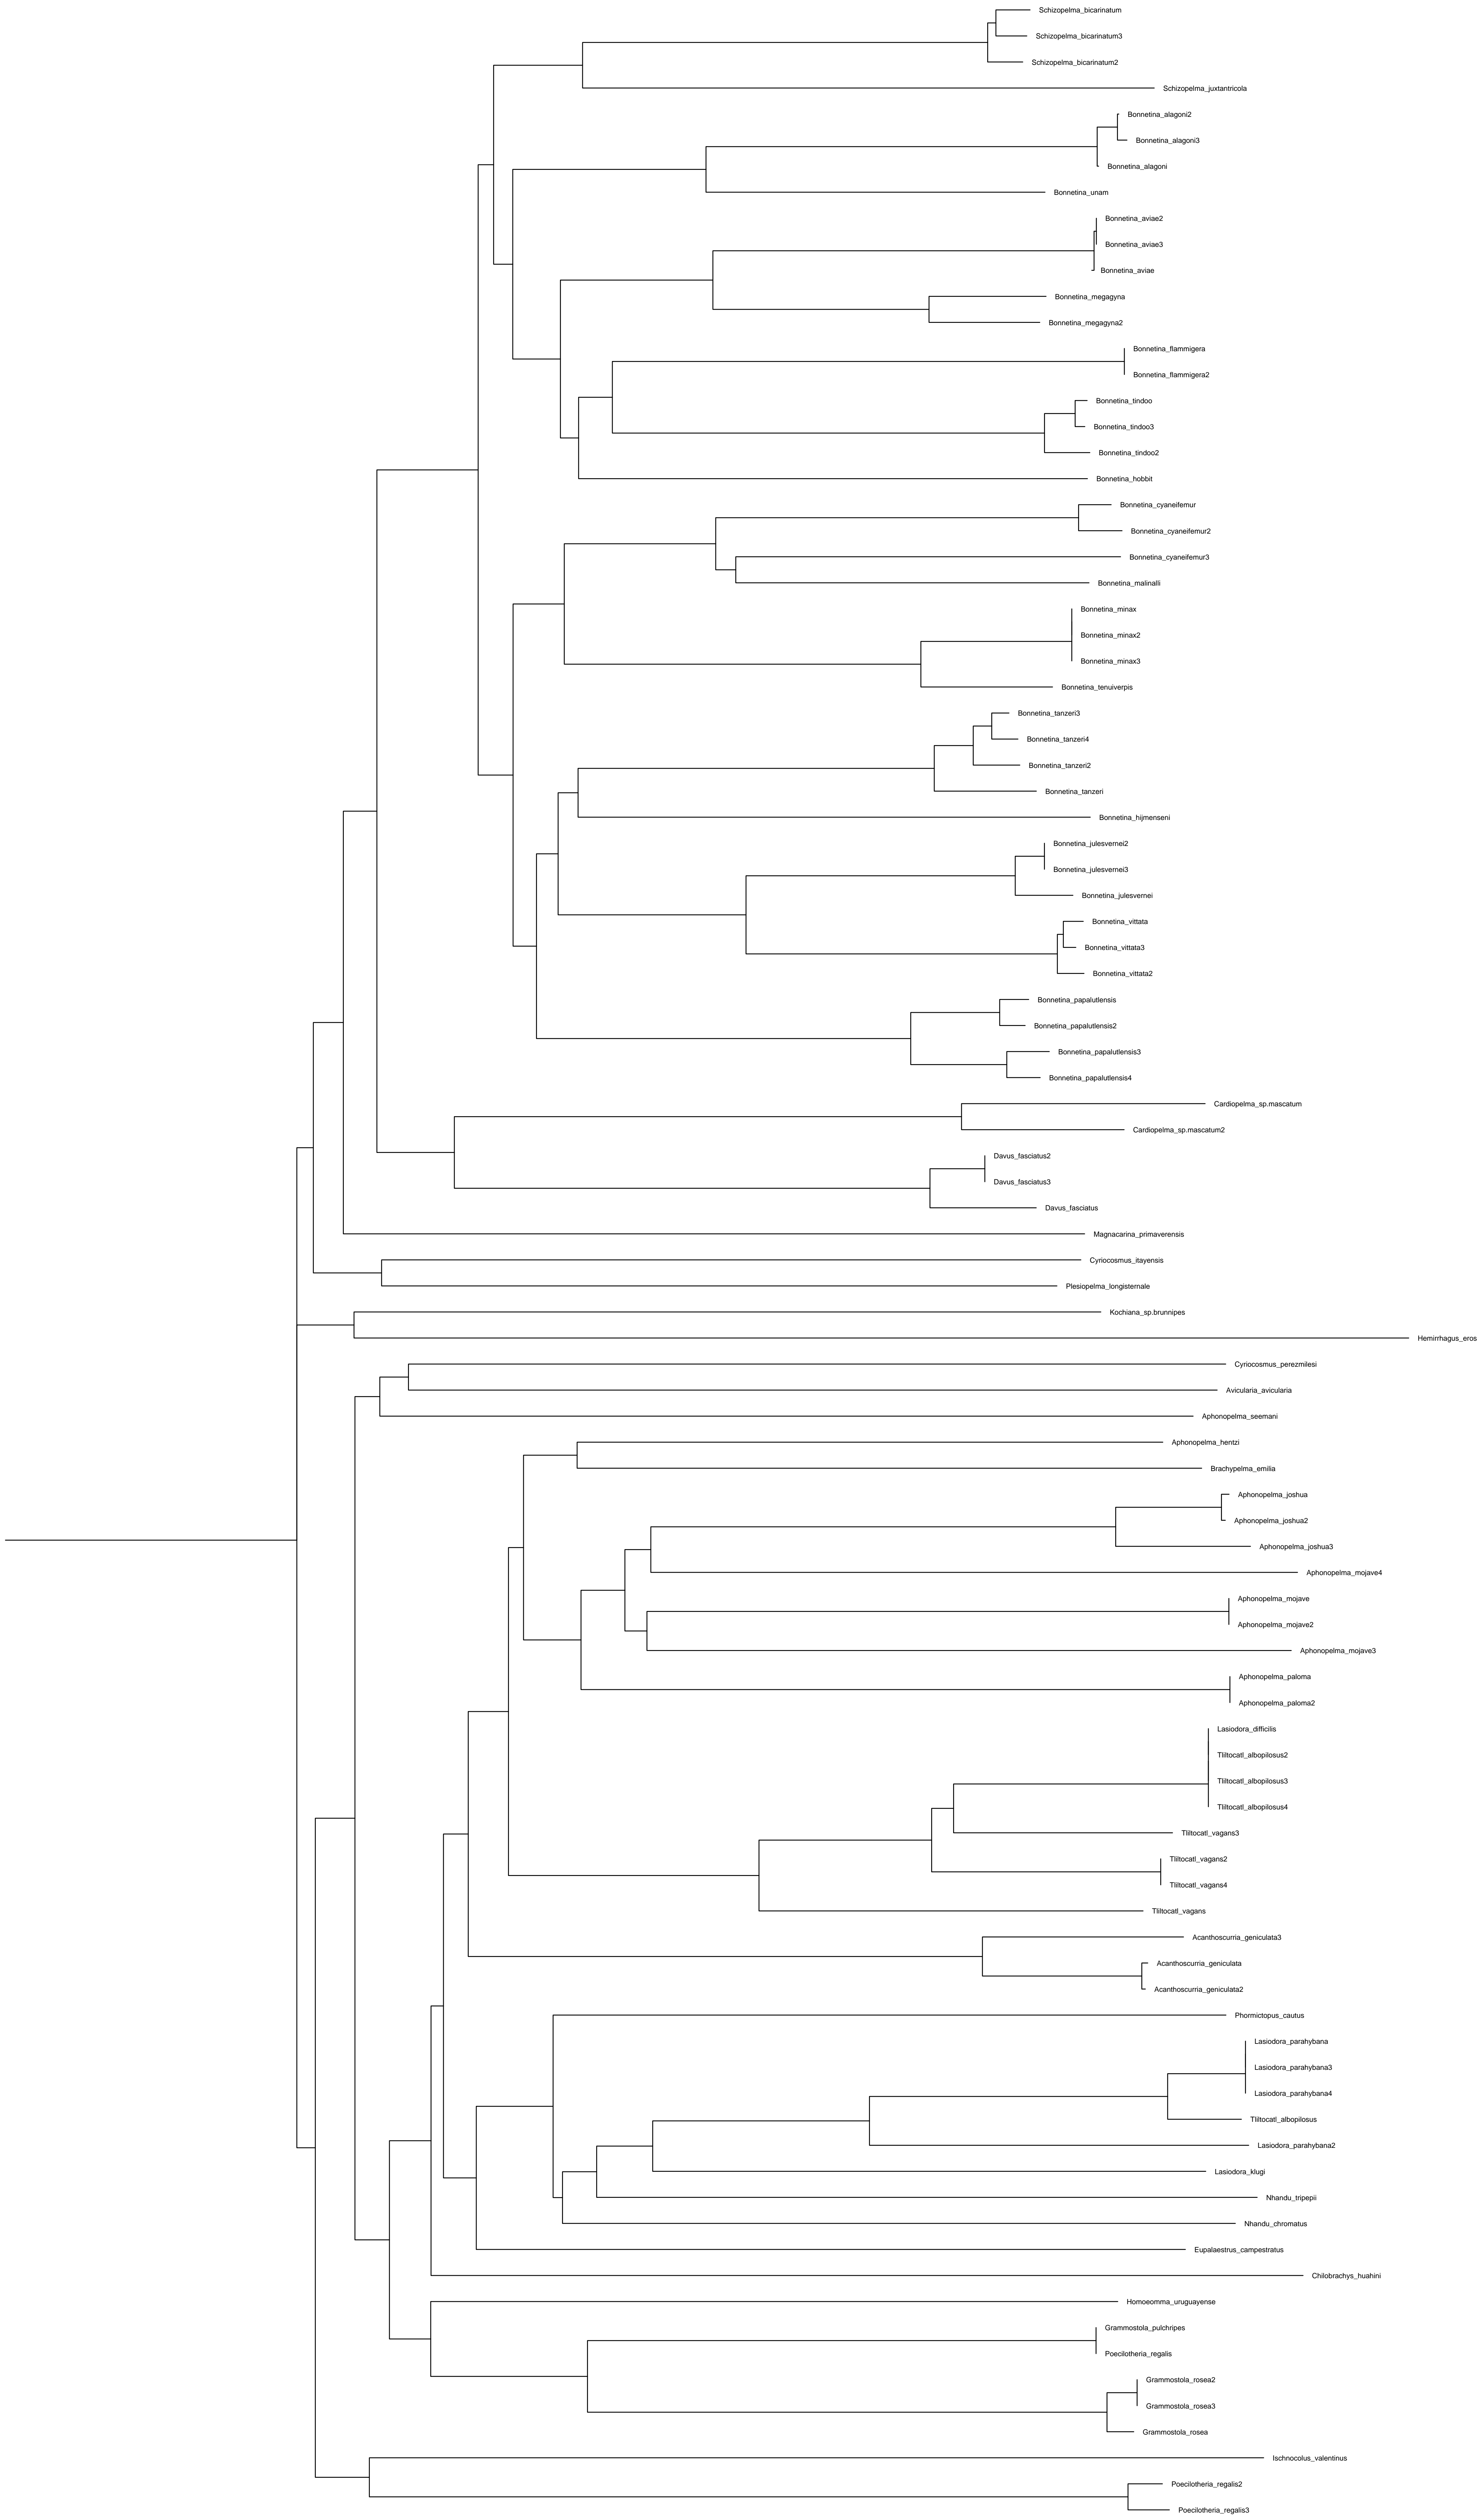 Schizopelma_bicarinatum
Schizopelma_bicarinatum3
Schizopelma_bicarinatum2
Schizopelma_juxtantricola
Bonnetina_alagoni2
Bonnetina_alagoni3
Bonnetina_alagoni
Bonnetina_unam
Bonnetina_aviae2
Bonnetina_aviae3
Bonnetina_aviae
Bonnetina_megagyna
Bonnetina_megagyna2
Bonnetina_flammigera
Bonnetina_flammigera2
Bonnetina_tindoo
Bonnetina_tindoo3
Bonnetina_tindoo2
Bonnetina_hobbit
Bonnetina_cyaneifemur
Bonnetina_cyaneifemur2
Bonnetina_cyaneifemur3
Bonnetina_malinalli
Bonnetina_minax
Bonnetina_minax2
Bonnetina_minax3
Bonnetina_tenuiverpis
Bonnetina_tanzeri3
Bonnetina_tanzeri4
Bonnetina_tanzeri2
Bonnetina_tanzeri
Bonnetina_hijmenseni
Bonnetina_julesvernei2
Bonnetina_julesvernei3
Bonnetina_julesvernei
Bonnetina_vittata
Bonnetina_vittata3
Bonnetina_vittata2
Bonnetina_papalutlensis
Bonnetina_papalutlensis2
Bonnetina_papalutlensis3
Bonnetina_papalutlensis4
Cardiopelma_sp.mascatum
Cardiopelma_sp.mascatum2
Davus_fasciatus2
Davus_fasciatus3
Davus_fasciatus
Magnacarina_primaverensis
Cyriocosmus_itayensis
Plesiopelma_longisternale
Kochiana_sp.brunnipes
Hemirrhagus_eros
Cyriocosmus_perezmilesi
Avicularia_avicularia
Aphonopelma_seemani
Aphonopelma_hentzi
Brachypelma_emilia
Aphonopelma_joshua
Aphonopelma_joshua2
Aphonopelma_joshua3
Aphonopelma_mojave4
Aphonopelma_mojave
Aphonopelma_mojave2
Aphonopelma_mojave3
Aphonopelma_paloma
Aphonopelma_paloma2
Lasiodora_difficilis
Tliltocatl_albopilosus2
Tliltocatl_albopilosus3
Tliltocatl_albopilosus4
Tliltocatl_vagans3
Tliltocatl_vagans2
Tliltocatl_vagans4
Tliltocatl_vagans
Acanthoscurria_geniculata3
Acanthoscurria_geniculata
Acanthoscurria_geniculata2
Phormictopus_cautus
Lasiodora_parahybana
Lasiodora_parahybana3
Lasiodora_parahybana4
Tliltocatl_albopilosus
Lasiodora_parahybana2
Lasiodora_klugi
Nhandu_tripepii
Nhandu_chromatus
Eupalaestrus_campestratus
Chilobrachys_huahini
Homoeomma_uruguayense
Grammostola_pulchripes
Poecilotheria_regalis
Grammostola_rosea2
Grammostola_rosea3
Grammostola_rosea
Ischnocolus_valentinus
Poecilotheria_regalis2
Poecilotheria_regalis3